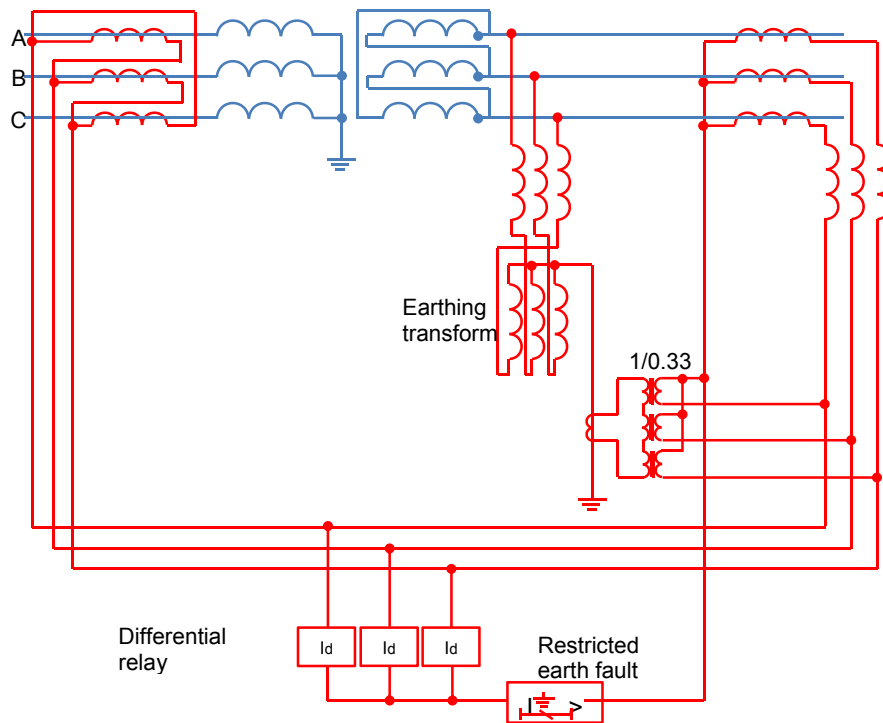 A
B
C
Earthing
transform
1/0.33
Differential
relay
Id
Id
Id
Restricted
earth fault
I >